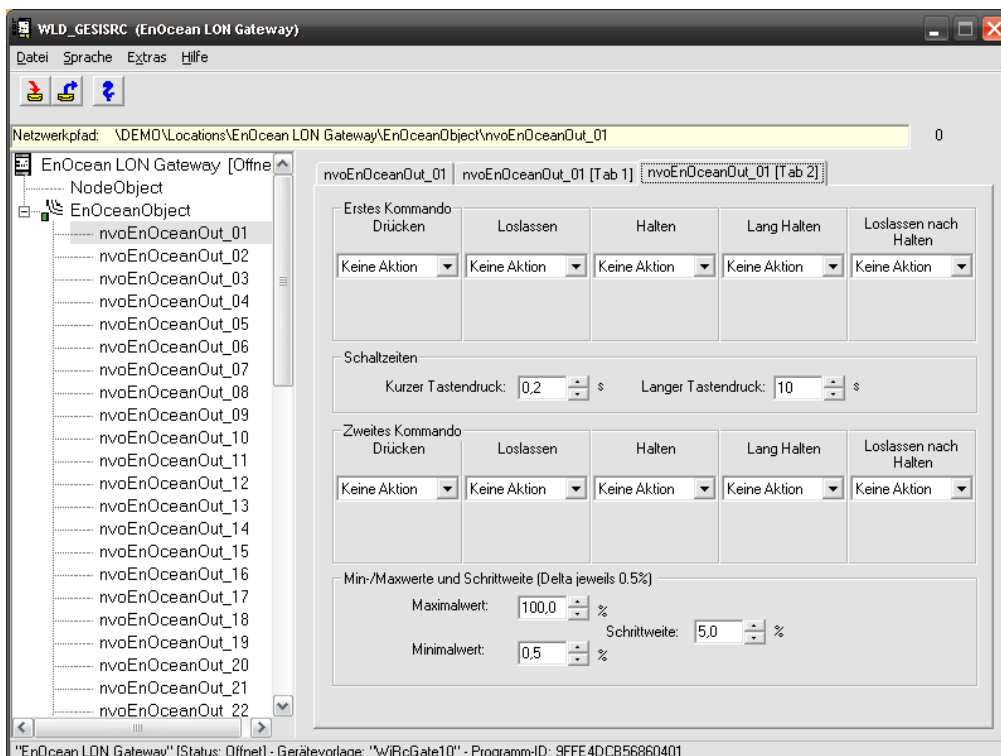 WLD_GESISRC (EnOcean LON Gateway)
Datei Sprache Extras Hilfe
Netzwerkpfad: \DEMO\Locations\EnOcean LON Gateway\EnOceanObject\nvoEnOceanOut_01 0
EnOcean LON Gateway [Offne
NodeObject
EnOceanObject
nvoEnOceanOut_01
nvoEnOceanOut_02
nvoEnOceanOut_03
nvoEnOceanOut_04
nvoEnOceanOut_05
nvoEnOceanOut_06
nvoEnOceanOut_07
nvoEnOceanOut_08
nvoEnOceanOut_09
nvoEnOceanOut_10
nvoEnOceanOut_11
nvoEnOceanOut_12
nvoEnOceanOut_13
nvoEnOceanOut_14
nvoEnOceanOut_15
nvoEnOceanOut_16
nvoEnOceanOut_17
nvoEnOceanOut_18
nvoEnOceanOut_19
nvoEnOceanOut_20
nvoEnOceanOut_21
nvoEnOceanOut_22
nvoEnOceanOut_01 nvoEnOceanOut_01 [Tab 1] nvoEnOceanOut_01 [Tab 2]
Erstes Kommando
Drücken Loslassen Halten Lang Halten Loslassen nach Halten
Keine Aktion Keine Aktion Keine Aktion Keine Aktion Keine Aktion
Schaltzeiten
Kurzer Tastendruck: 0,2 s Langer Tastendruck: 10 s
Zweites Kommando
Drücken Loslassen Halten Lang Halten Loslassen nach Halten
Keine Aktion Keine Aktion Keine Aktion Keine Aktion Keine Aktion
Min-/Maxwerte und Schrittweite (Delta jeweils 0.5%)
Maximalwert: 100,0 %
Schrittweite: 5,0 %
Minimalwert: 0,5 %
"EnOcean LON Gateway" [Status: Offnet] - Gerätevorlage: "WiRcGate10" - Programm-ID: 9FFE4DCB56860401